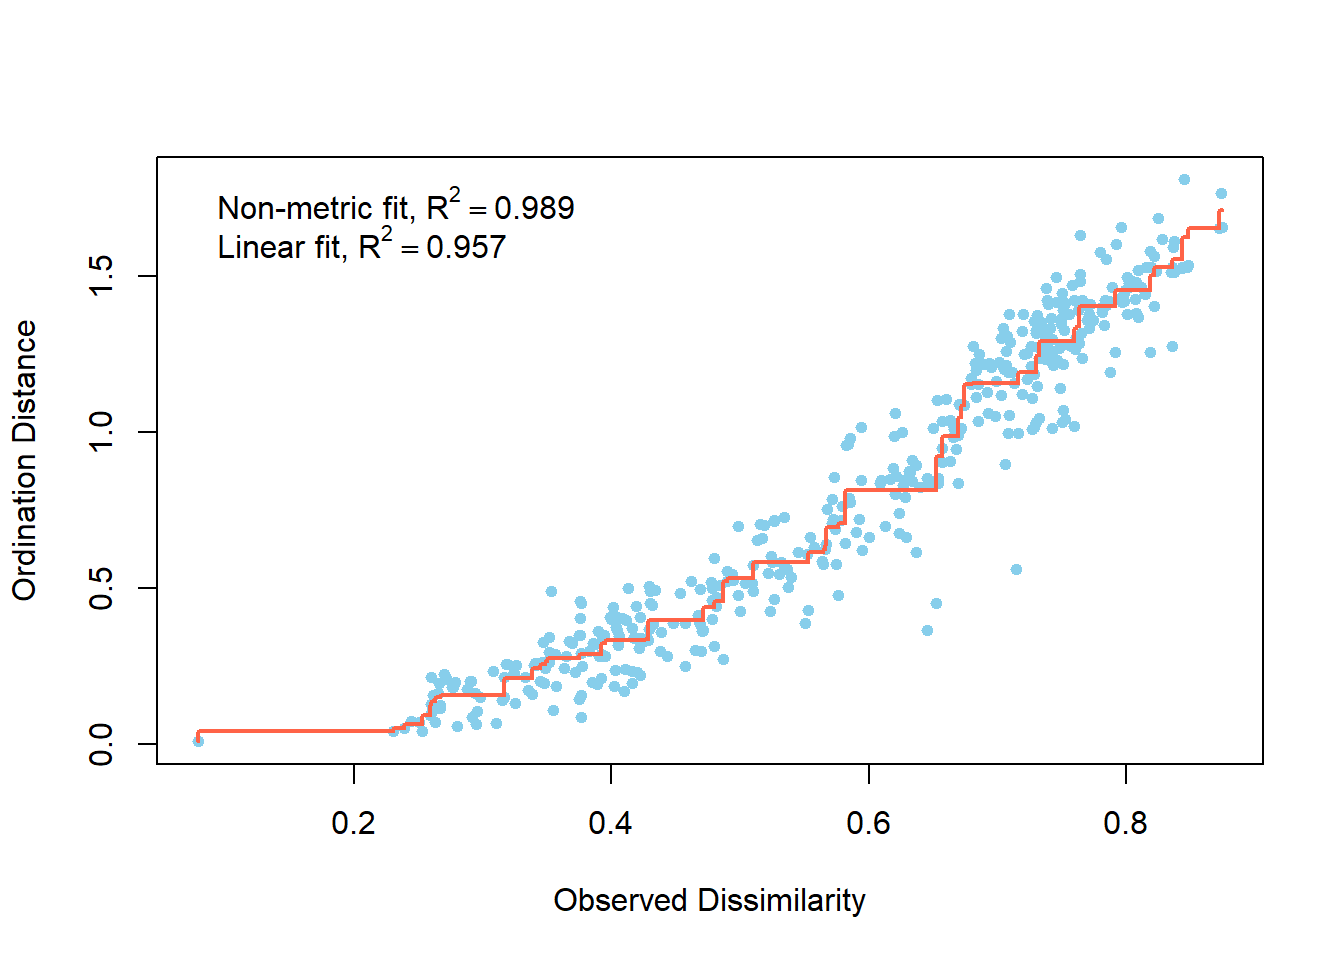 Non-metric fit, R² = 0.989
Linear fit, R² = 0.957
Ordination Distance
1.5
1.0
0.5
0.0
0.2 0.4 0.6 0.8
Observed Dissimilarity